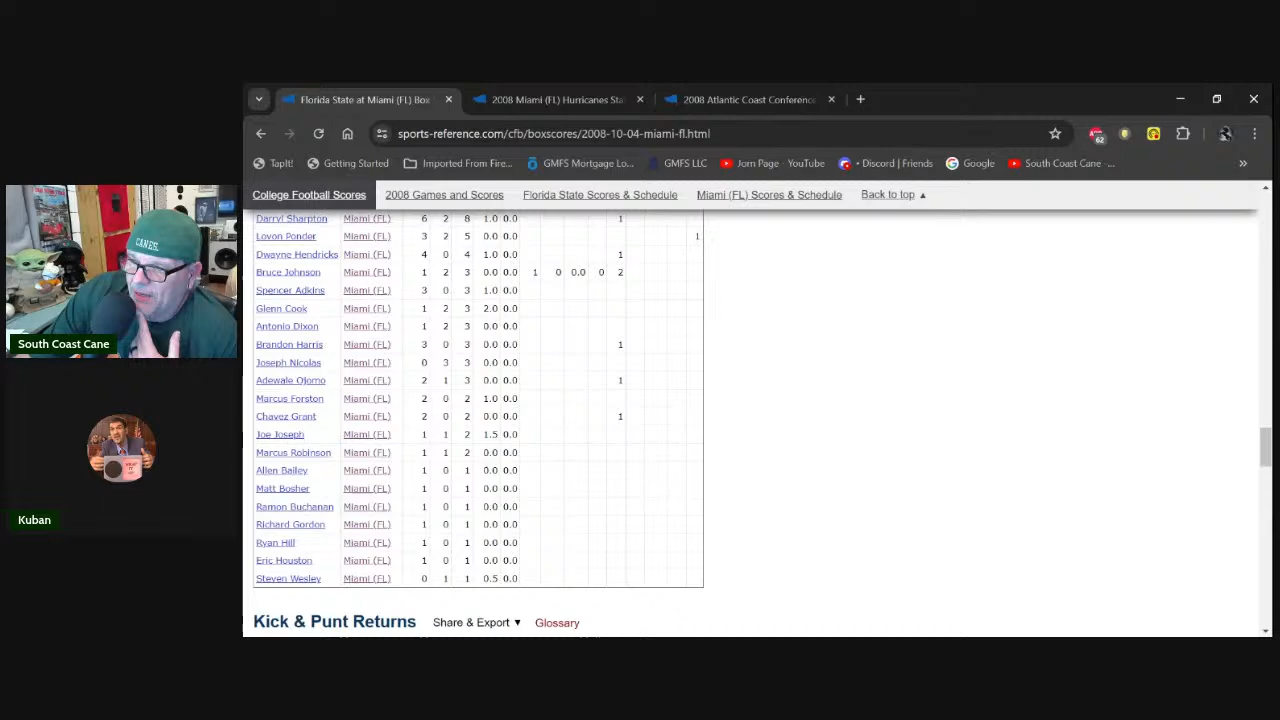 Florida State at Miami (FL) Box
2008 Miami (FL) Hurricanes Sta
2008 Atlantic Coast Conference
sports-reference.com/cfb/boxscores/2008-10-04-miami-fl.html
62
TapIt!
Getting Started
Imported From Fire...
GMFS Mortgage Lo...
GMFS LLC
Jom Page - YouTube
• Discord | Friends
Google
South Coast Cane -...
College Football Scores
2008 Games and Scores
Florida State Scores & Schedule
Miami (FL) Scores & Schedule
Back to top ▲
Darryl Sharpton Miami (FL) 6 2 8 1.0 0.0 1
Lovon Ponder Miami (FL) 3 2 5 0.0 0.0 1
Dwayne Hendricks Miami (FL) 4 0 4 1.0 0.0 1
Bruce Johnson Miami (FL) 1 2 3 0.0 0.0 1 0 0.0 0 2
Spencer Adkins Miami (FL) 3 0 3 1.0 0.0
Glenn Cook Miami (FL) 1 2 3 2.0 0.0
Antonio Dixon Miami (FL) 1 2 3 0.0 0.0
Brandon Harris Miami (FL) 3 0 3 0.0 0.0 1
Joseph Nicolas Miami (FL) 0 3 3 0.0 0.0
Adewale Ojomo Miami (FL) 2 1 3 0.0 0.0 1
Marcus Forston Miami (FL) 2 0 2 1.0 0.0
Chavez Grant Miami (FL) 2 0 2 0.0 0.0 1
Joe Joseph Miami (FL) 1 1 2 1.5 0.0
Marcus Robinson Miami (FL) 1 1 2 0.0 0.0
Allen Bailey Miami (FL) 1 0 1 0.0 0.0
Matt Bosher Miami (FL) 1 0 1 0.0 0.0
Ramon Buchanan Miami (FL) 1 0 1 0.0 0.0
Richard Gordon Miami (FL) 1 0 1 0.0 0.0
Ryan Hill Miami (FL) 1 0 1 0.0 0.0
Eric Houston Miami (FL) 1 0 1 0.0 0.0
Steven Wesley Miami (FL) 0 1 1 0.5 0.0
Kick & Punt Returns
Share & Export ▼
Glossary
CANES
South Coast Cane
Kuban